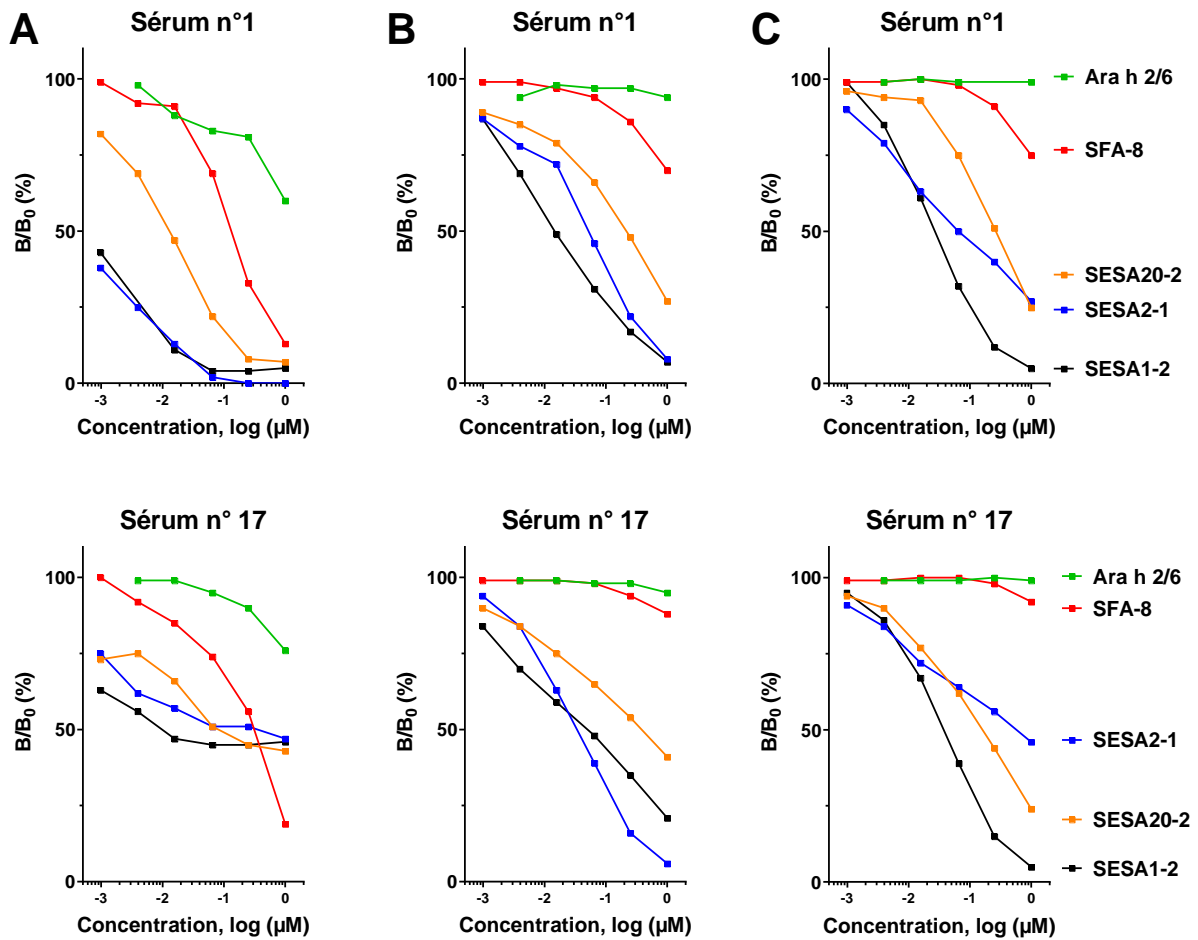 A
Sérum n°1
B/B0 (%)
100
50
0
-3 -2 -1 0
Concentration, log (µM)
B
Sérum n°1
B/B0 (%)
100
50
0
-3 -2 -1 0
Concentration, log (µM)
C
Sérum n°1
B/B0 (%)
100
50
0
-3 -2 -1 0
Concentration, log (µM)
Ara h 2/6
SFA-8
SESA20-2
SESA2-1
SESA1-2
Sérum n° 17
B/B0 (%)
100
50
0
-3 -2 -1 0
Concentration, log (µM)
Sérum n° 17
B/B0 (%)
100
50
0
-3 -2 -1 0
Concentration, log (µM)
Sérum n° 17
B/B0 (%)
100
50
0
-3 -2 -1 0
Concentration, log (µM)
Ara h 2/6
SFA-8
SESA2-1
SESA20-2
SESA1-2